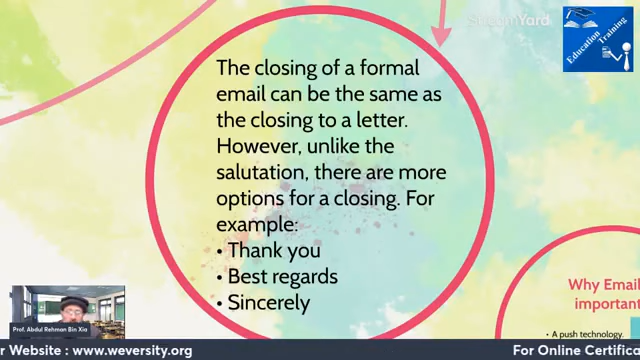 StreamYard
Education
Training
The closing of a formal
email can be the same as
the closing to a letter.
However, unlike the
salutation, there are more
options for a closing. For
example:
• Thank you
• Best regards
• Sincerely
Why Email
important
• A push technology.
Prof. Abdul Rehman Bin Xia
r Website : www.weversity.org
For Online Certifica